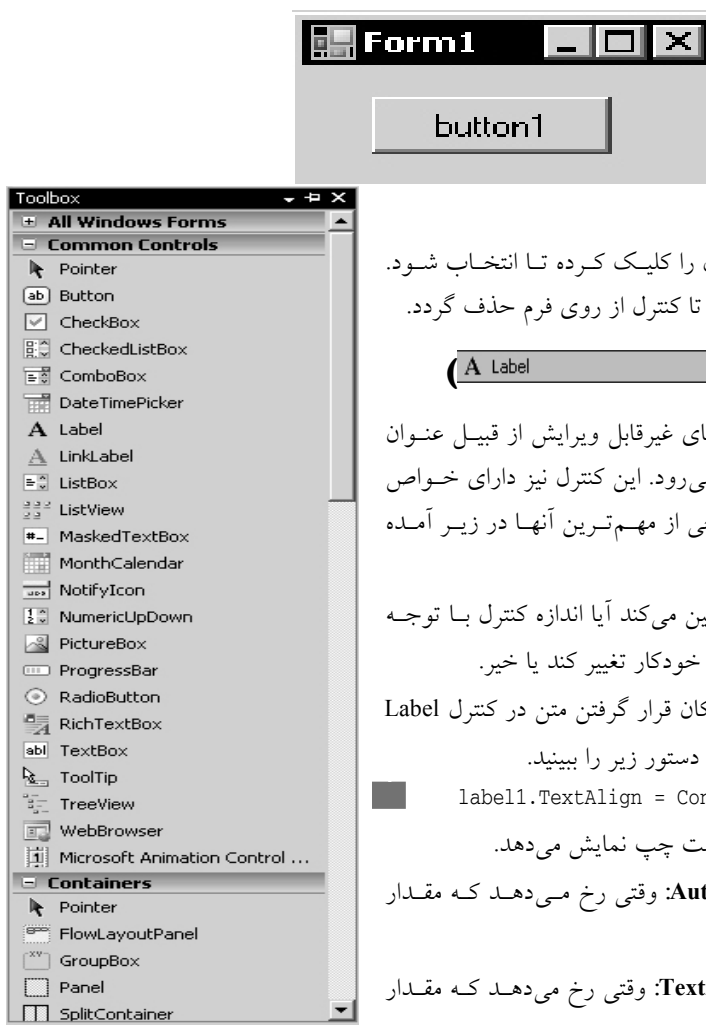 Form1
button1
Toolbox
All Windows Forms
Common Controls
Pointer
Button
CheckBox
CheckedListBox
ComboBox
DateTimePicker
Label
LinkLabel
ListBox
ListView
MaskedTextBox
MonthCalendar
NotifyIcon
NumericUpDown
PictureBox
ProgressBar
RadioButton
RichTextBox
TextBox
ToolTip
TreeView
WebBrowser
Microsoft Animation Control ...
Containers
Pointer
FlowLayoutPanel
GroupBox
Panel
SplitContainer
را کلیک کرده تا انتخاب شود.
تا کنترل از روی فرم حذف گردد.
A Label
غیرقابل ویرایش از قبیل عنوان
می‌رود. این کنترل نیز دارای خواص
از مهم‌ترین آنها در زیر آمده
می‌کند آیا اندازه کنترل با توجه
خودکار تغییر کند یا خیر.
قرار گرفتن متن در کنترل Label
دستور زیر را ببینید.
label1.TextAlign =
چپ نمایش می‌دهد.
Aut: وقتی رخ می‌دهد که مقدار
Text: وقتی رخ می‌دهد که مقدار